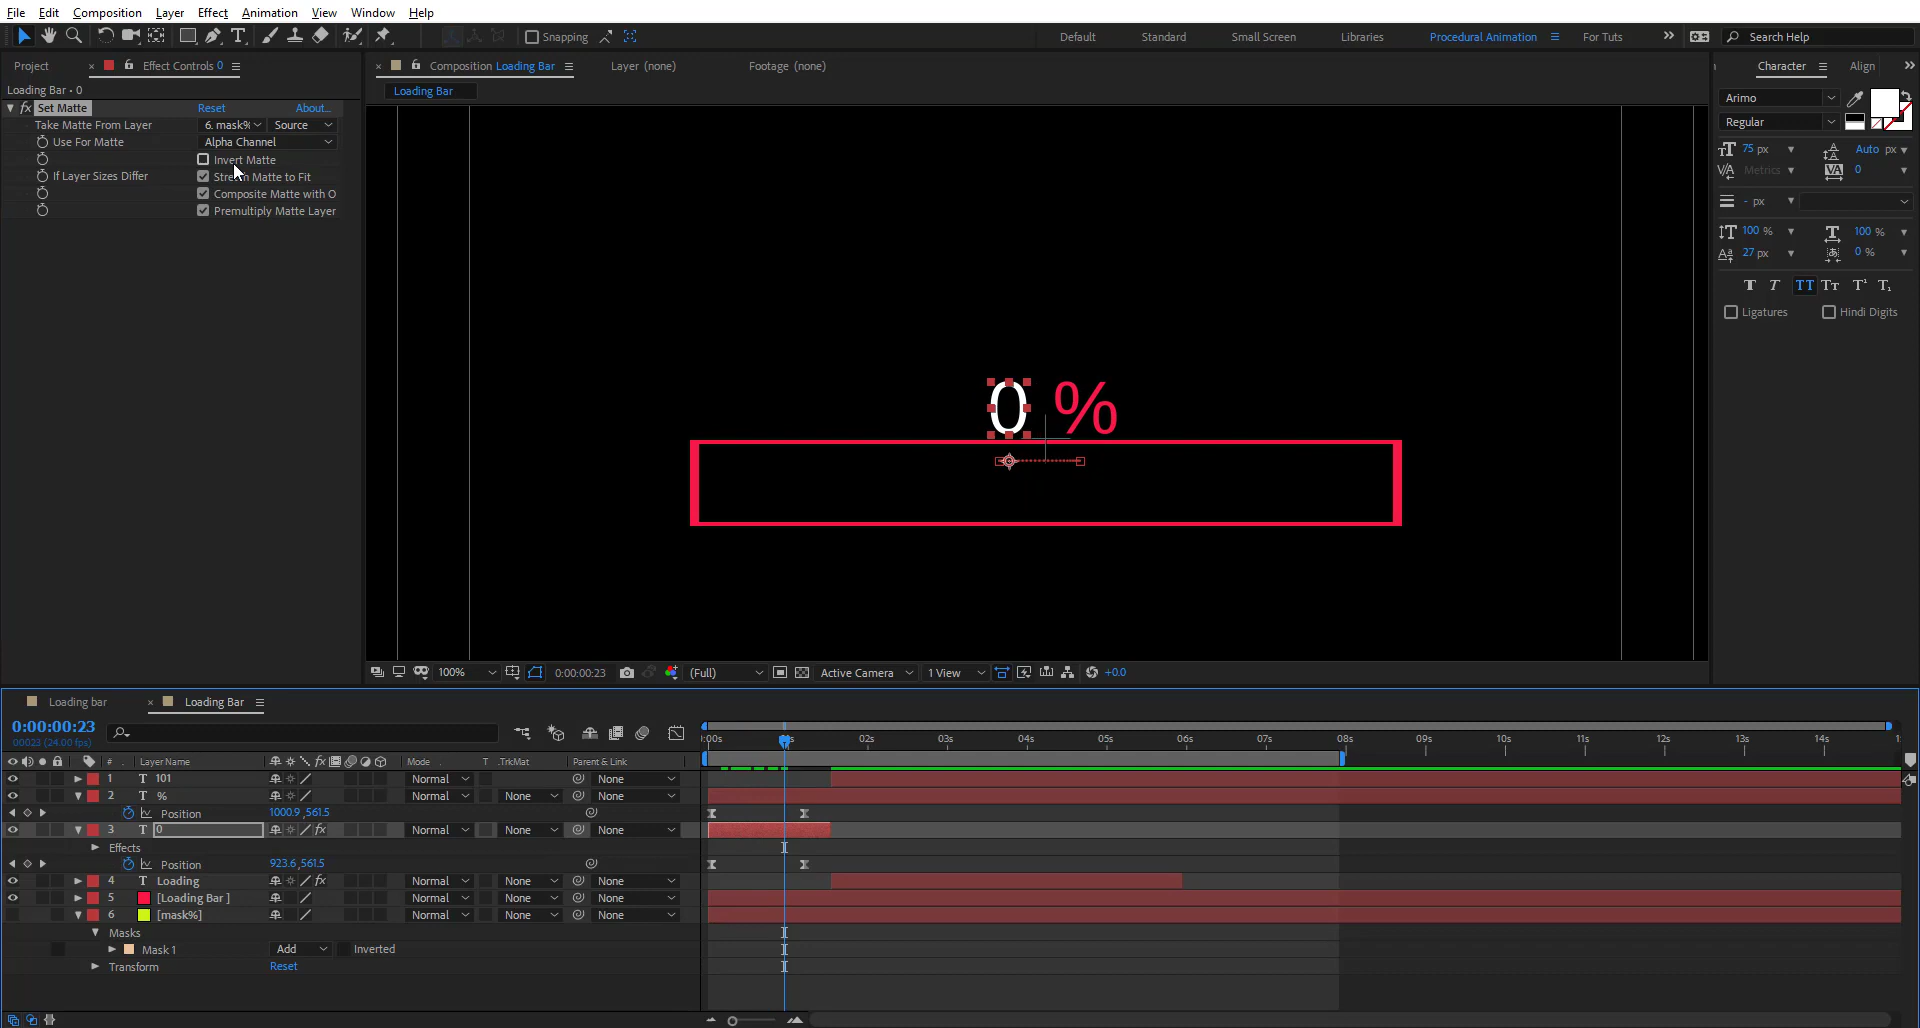 File Edit Composition Layer Effect Animation View Window Help
Snapping Default Standard Small Screen Libraries Procedural Animation For Tuts Search Help
Project Effect Controls 0 Composition Loading Bar Layer (none) Footage (none) Character Align
Loading Bar • 0 Loading Bar
fx Set Matte Reset About...
Take Matte From Layer 6. mask% Source
Use For Matte Alpha Channel
Invert Matte
If Layer Sizes Differ Matte to Fit
Composite Matte with O
Premultiply Matte Layer
Arimo
Regular
75 px Auto px
Metrics 0
- px
100 % 100 %
27 px 0 %
T T TT Tr T¹ T₁
Ligatures Hindi Digits
0 %
100% 0:00:00:23 (Full) Active Camera 1 View +0.0
Loading bar Loading Bar
0:00:00:23
00023 (24.00 fps)
:00s 02s 03s 04s 05s 06s 07s 08s 09s 10s 11s 12s 13s 14s
# Layer Name fx Mode T .TrkMat Parent & Link
1 T 101 Normal None
2 T % Normal None None
Position 1000.9 ,561.5
3 T 0 fx Normal None None
Effects
Position 923.6 ,561.5
4 T Loading fx Normal None None
5 [Loading Bar ] Normal None None
6 [mask%] Normal None None
Masks
Mask 1 Add Inverted
Transform Reset